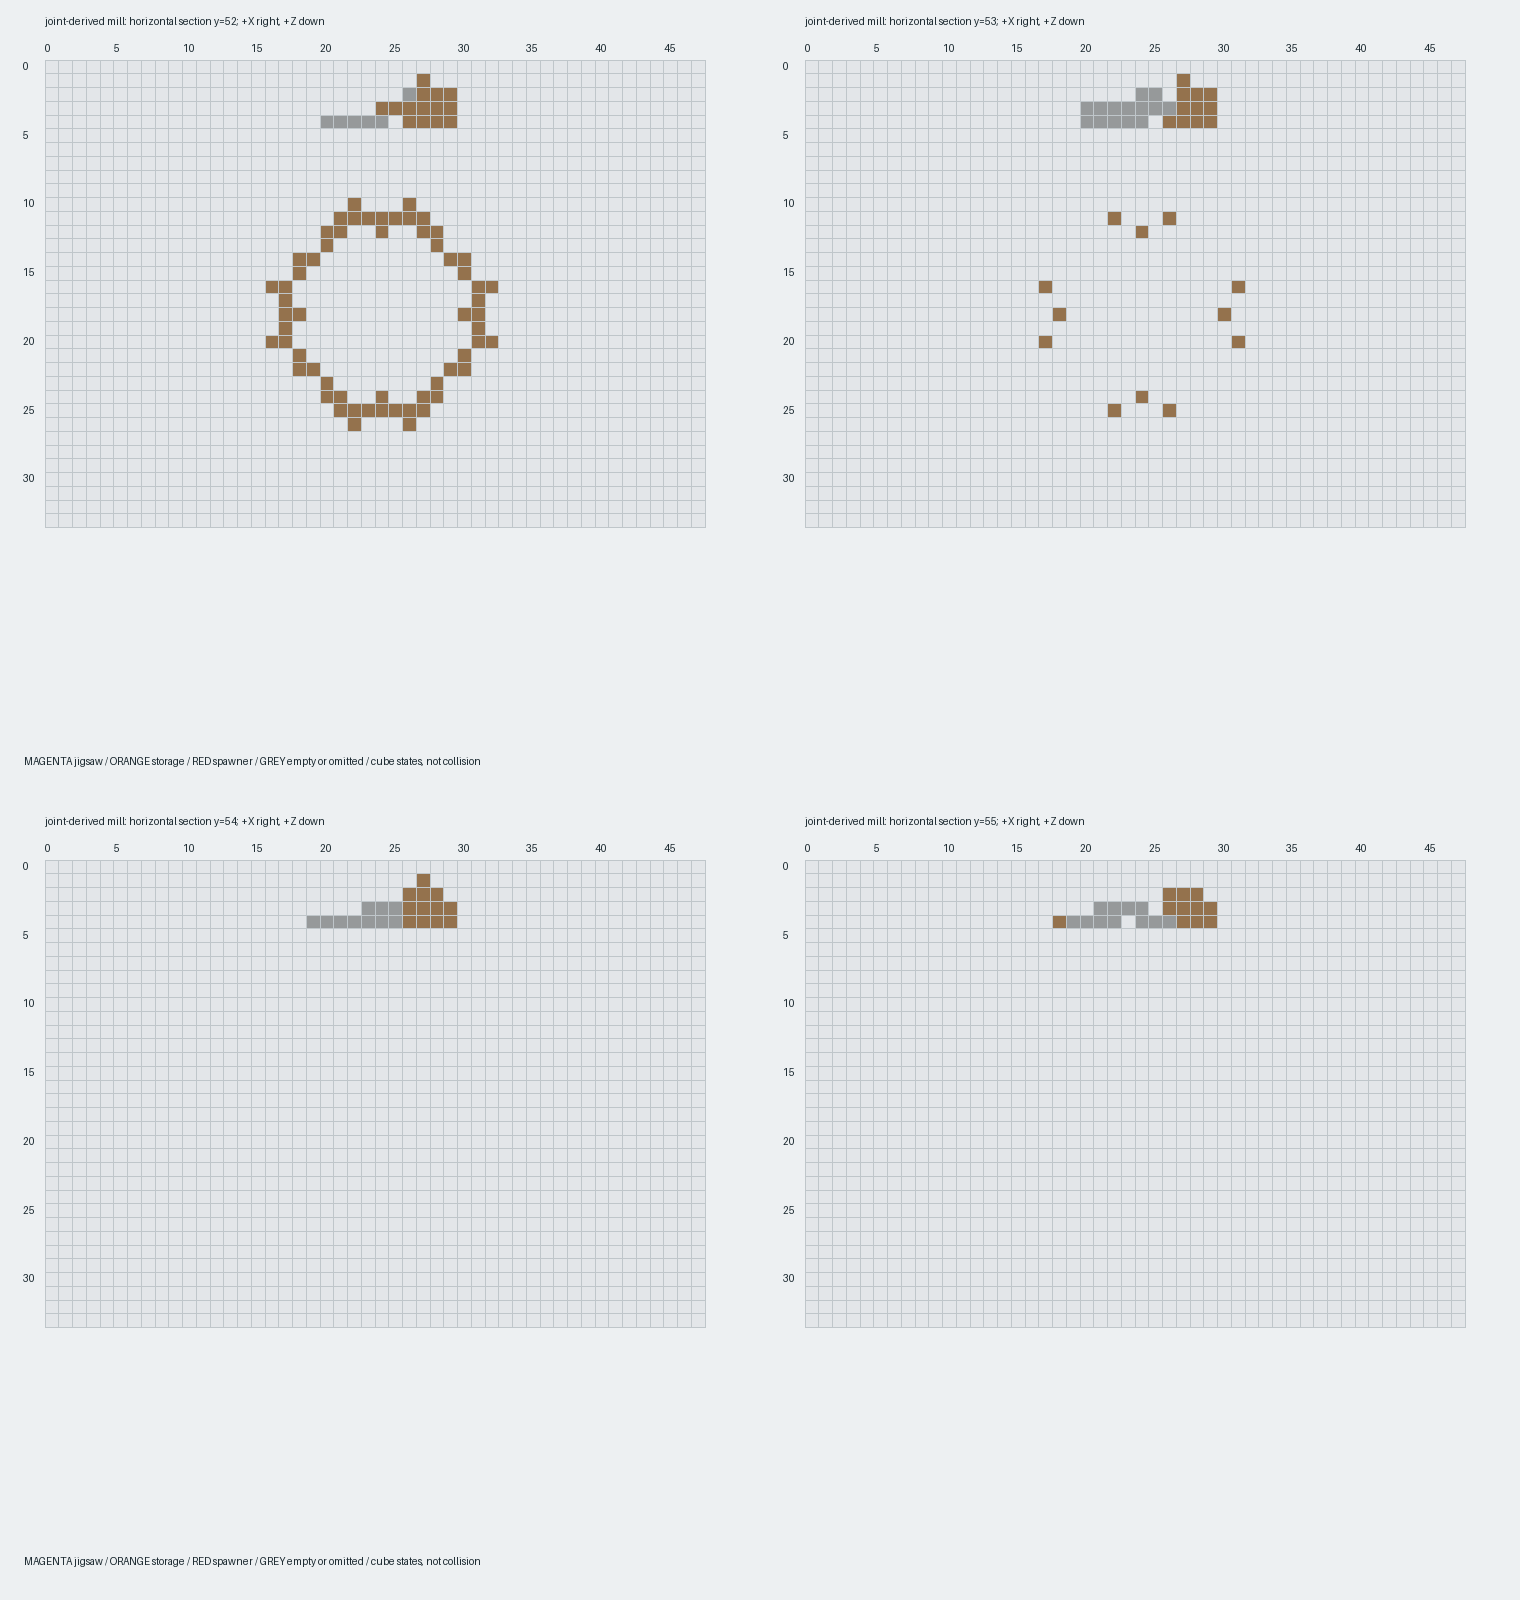 joint-derived mill: horizontal section y=52; +X right, +Z down
0 5 10 15 20 25 30 35 40 45
0
5
10
15
20
25
30
joint-derived mill: horizontal section y=53; +X right, +Z down
0 5 10 15 20 25 30 35 40 45
0
5
10
15
20
25
30
MAGENTA jigsaw / ORANGE storage / RED spawner / GREY empty or omitted / cube states, not collision
joint-derived mill: horizontal section y=54; +X right, +Z down
0 5 10 15 20 25 30 35 40 45
0
5
10
15
20
25
30
joint-derived mill: horizontal section y=55; +X right, +Z down
0 5 10 15 20 25 30 35 40 45
0
5
10
15
20
25
30
MAGENTA jigsaw / ORANGE storage / RED spawner / GREY empty or omitted / cube states, not collision